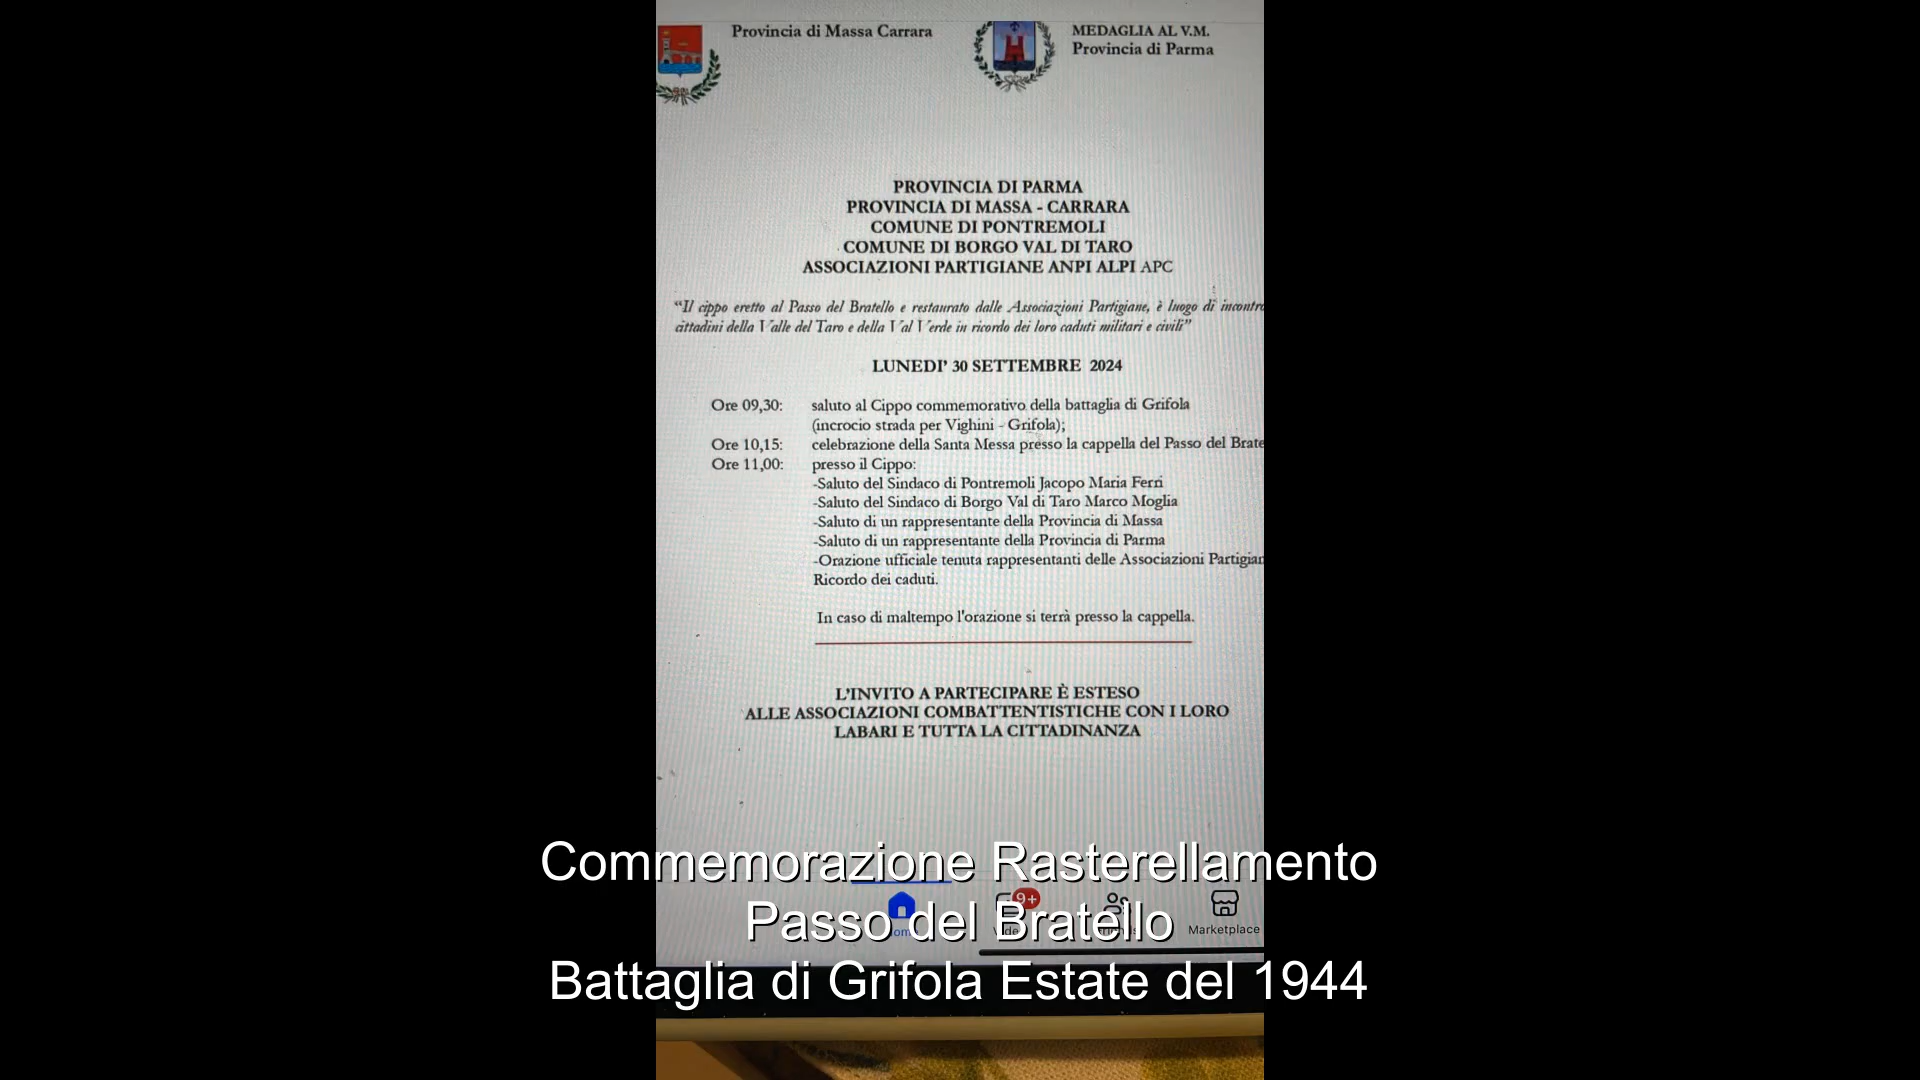 Provincia di Massa Carrara
MEDAGLIA AL V.M.
Provincia di Parma
PROVINCIA DI PARMA
PROVINCIA DI MASSA - CARRARA
COMUNE DI PONTREMOLI
COMUNE DI BORGO VAL DI TARO
ASSOCIAZIONI PARTIGIANE ANPI ALPI APC
“Il cippo eretto al Passo del Bratello e restaurato dalle Associazioni Partigiane, è luogo di incontro
cittadini della Valle del Taro e della Val Verde in ricordo dei loro caduti militari e civili”
LUNEDI’ 30 SETTEMBRE 2024
Ore 09,30: saluto al Cippo commemorativo della battaglia di Grifola
(incrocio strada per Vighini - Grifola);
Ore 10,15: celebrazione della Santa Messa presso la cappella del Passo del Brate
Ore 11,00: presso il Cippo:
-Saluto del Sindaco di Pontremoli Jacopo Maria Ferri
-Saluto del Sindaco di Borgo Val di Taro Marco Moglia
-Saluto di un rappresentante della Provincia di Massa
-Saluto di un rappresentante della Provincia di Parma
-Orazione ufficiale tenuta rappresentanti delle Associazioni Partigian
Ricordo dei caduti.
In caso di maltempo l'orazione si terrà presso la cappella.
L’INVITO A PARTECIPARE È ESTESO
ALLE ASSOCIAZIONI COMBATTENTISTICHE CON I LORO
LABARI E TUTTA LA CITTADINANZA
Commemorazione Rasterellamento
9+
Passo del Bratello
Marketplace
Battaglia di Grifola Estate del 1944